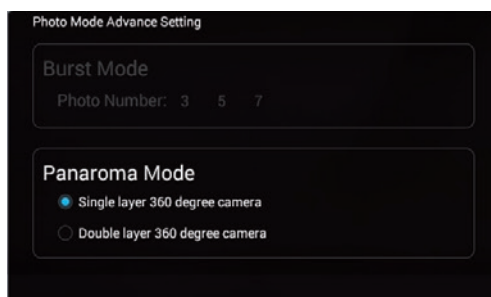 Photo Mode Advance Setting
Burst Mode
Photo Number: 3 5 7
Panaroma Mode
Single layer 360 degree camera
Double layer 360 degree camera